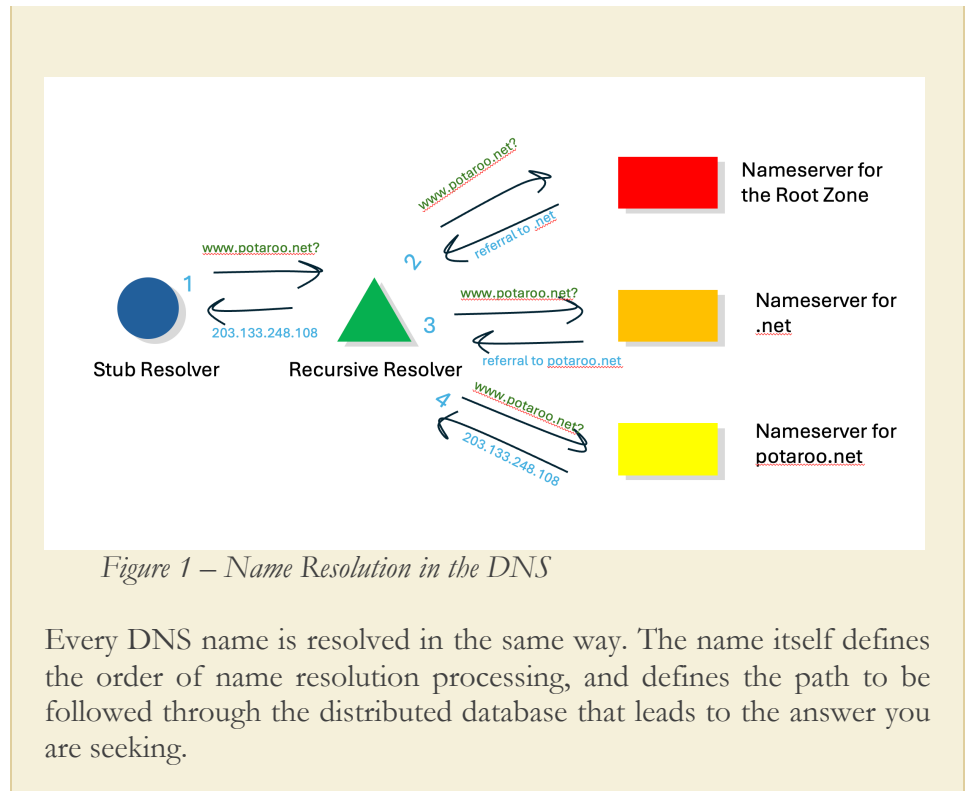 www.potaroo.net?
Nameserver for
the Root Zone
referral to .net
2
www.potaroo.net?
1
203.133.248.108
Stub Resolver
Recursive Resolver
www.potaroo.net?
3
referral to potaroo.net
Nameserver for
.net
4
www.potaroo.net?
203.133.248.108
Nameserver for
potaroo.net
Figure 1 – Name Resolution in the DNS
Every DNS name is resolved in the same way. The name itself defines
the order of name resolution processing, and defines the path to be
followed through the distributed database that leads to the answer you
are seeking.